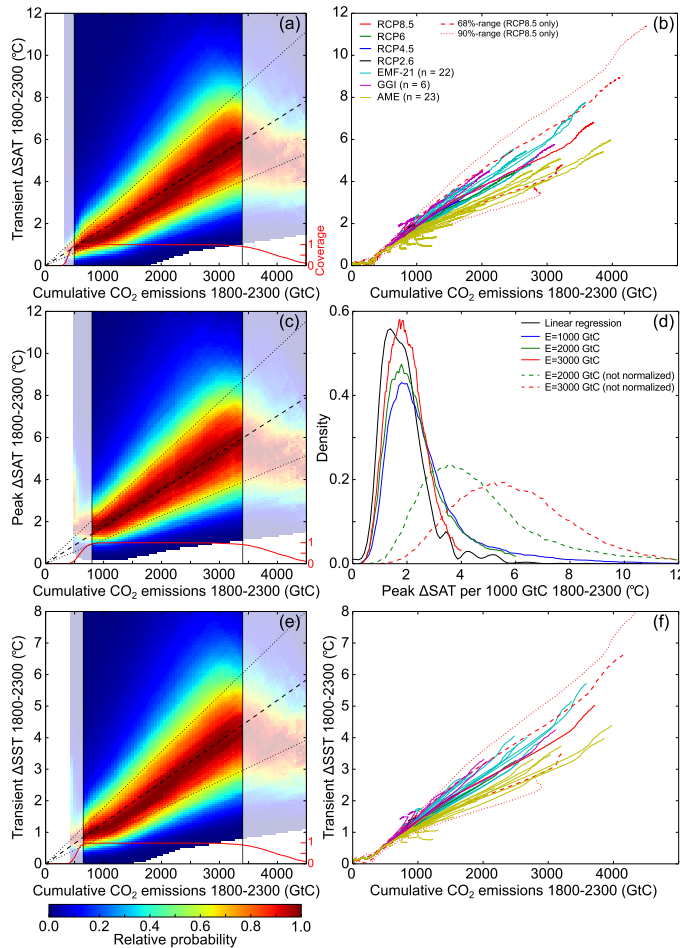 (a)
Transient ΔSAT 1800-2300 (ºC)
12
10
8
6
4
2
0
1
0
Coverage
0 1000 2000 3000 4000
Cumulative CO2 emissions 1800-2300 (GtC)
(b)
RCP8.5
RCP6
RCP4.5
RCP2.6
EMF-21 (n = 22)
GGI (n = 6)
AME (n = 23)
68%-range (RCP8.5 only)
90%-range (RCP8.5 only)
12
10
8
6
4
2
0
0 1000 2000 3000 4000
Cumulative CO2 emissions 1800-2300 (GtC)
(c)
Peak ΔSAT 1800-2300 (ºC)
12
10
8
6
4
2
0
1
0
0 1000 2000 3000 4000
Cumulative CO2 emissions 1800-2300 (GtC)
(d)
Linear regression
E=1000 GtC
E=2000 GtC
E=3000 GtC
E=2000 GtC (not normalized)
E=3000 GtC (not normalized)
Density
0.6
0.4
0.2
0.0
0 2 4 6 8 10 12
Peak ΔSAT per 1000 GtC 1800-2300 (ºC)
(e)
Transient ΔSST 1800-2300 (ºC)
8
7
6
5
4
3
2
1
0
1
0
0 1000 2000 3000 4000
Cumulative CO2 emissions 1800-2300 (GtC)
(f)
Transient ΔSST 1800-2300 (ºC)
8
7
6
5
4
3
2
1
0
0 1000 2000 3000 4000
Cumulative CO2 emissions 1800-2300 (GtC)
0.0 0.2 0.4 0.6 0.8 1.0
Relative probability